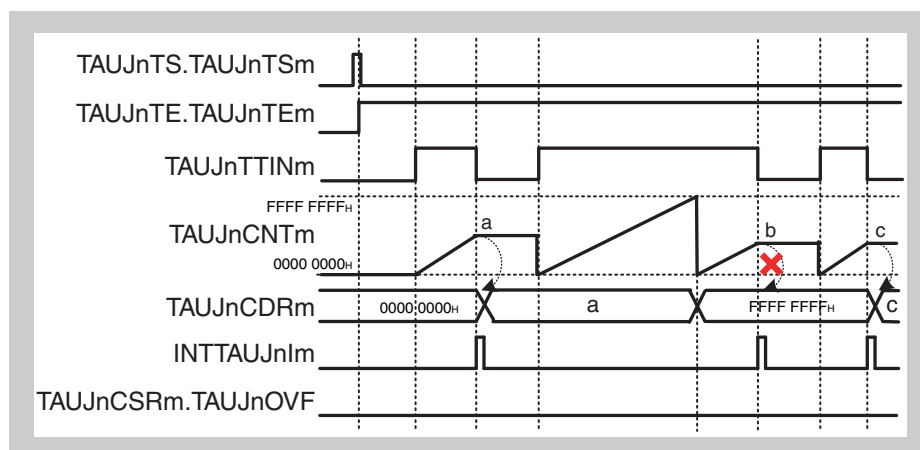 TAUJnTS.TAUJnTSm
TAUJnTE.TAUJnTEm
TAUJnTTINm
FFFF FFFFH
TAUJnCNTm
a
b
c
0000 0000H
TAUJnCDRm
0000 0000H
a
FFFF FFFFH
c
INTTAUJnIm
TAUJnCSRm.TAUJnOVF